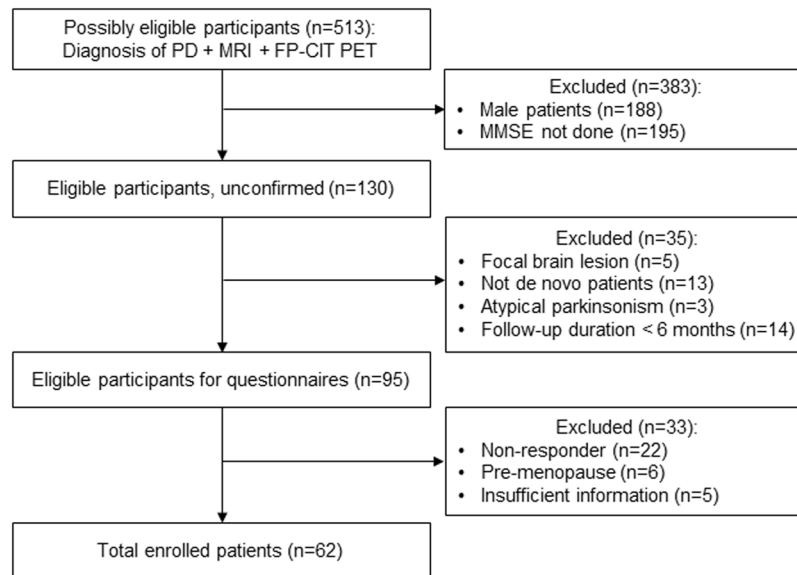 Possibly eligible participants (n=513):
Diagnosis of PD + MRI + FP-CIT PET
Excluded (n=383):
• Male patients (n=188)
• MMSE not done (n=195)
Eligible participants, unconfirmed (n=130)
Excluded (n=35):
• Focal brain lesion (n=5)
• Not de novo patients (n=13)
• Atypical parkinsonism (n=3)
• Follow-up duration < 6 months (n=14)
Eligible participants for questionnaires (n=95)
Excluded (n=33):
• Non-responder (n=22)
• Pre-menopause (n=6)
• Insufficient information (n=5)
Total enrolled patients (n=62)